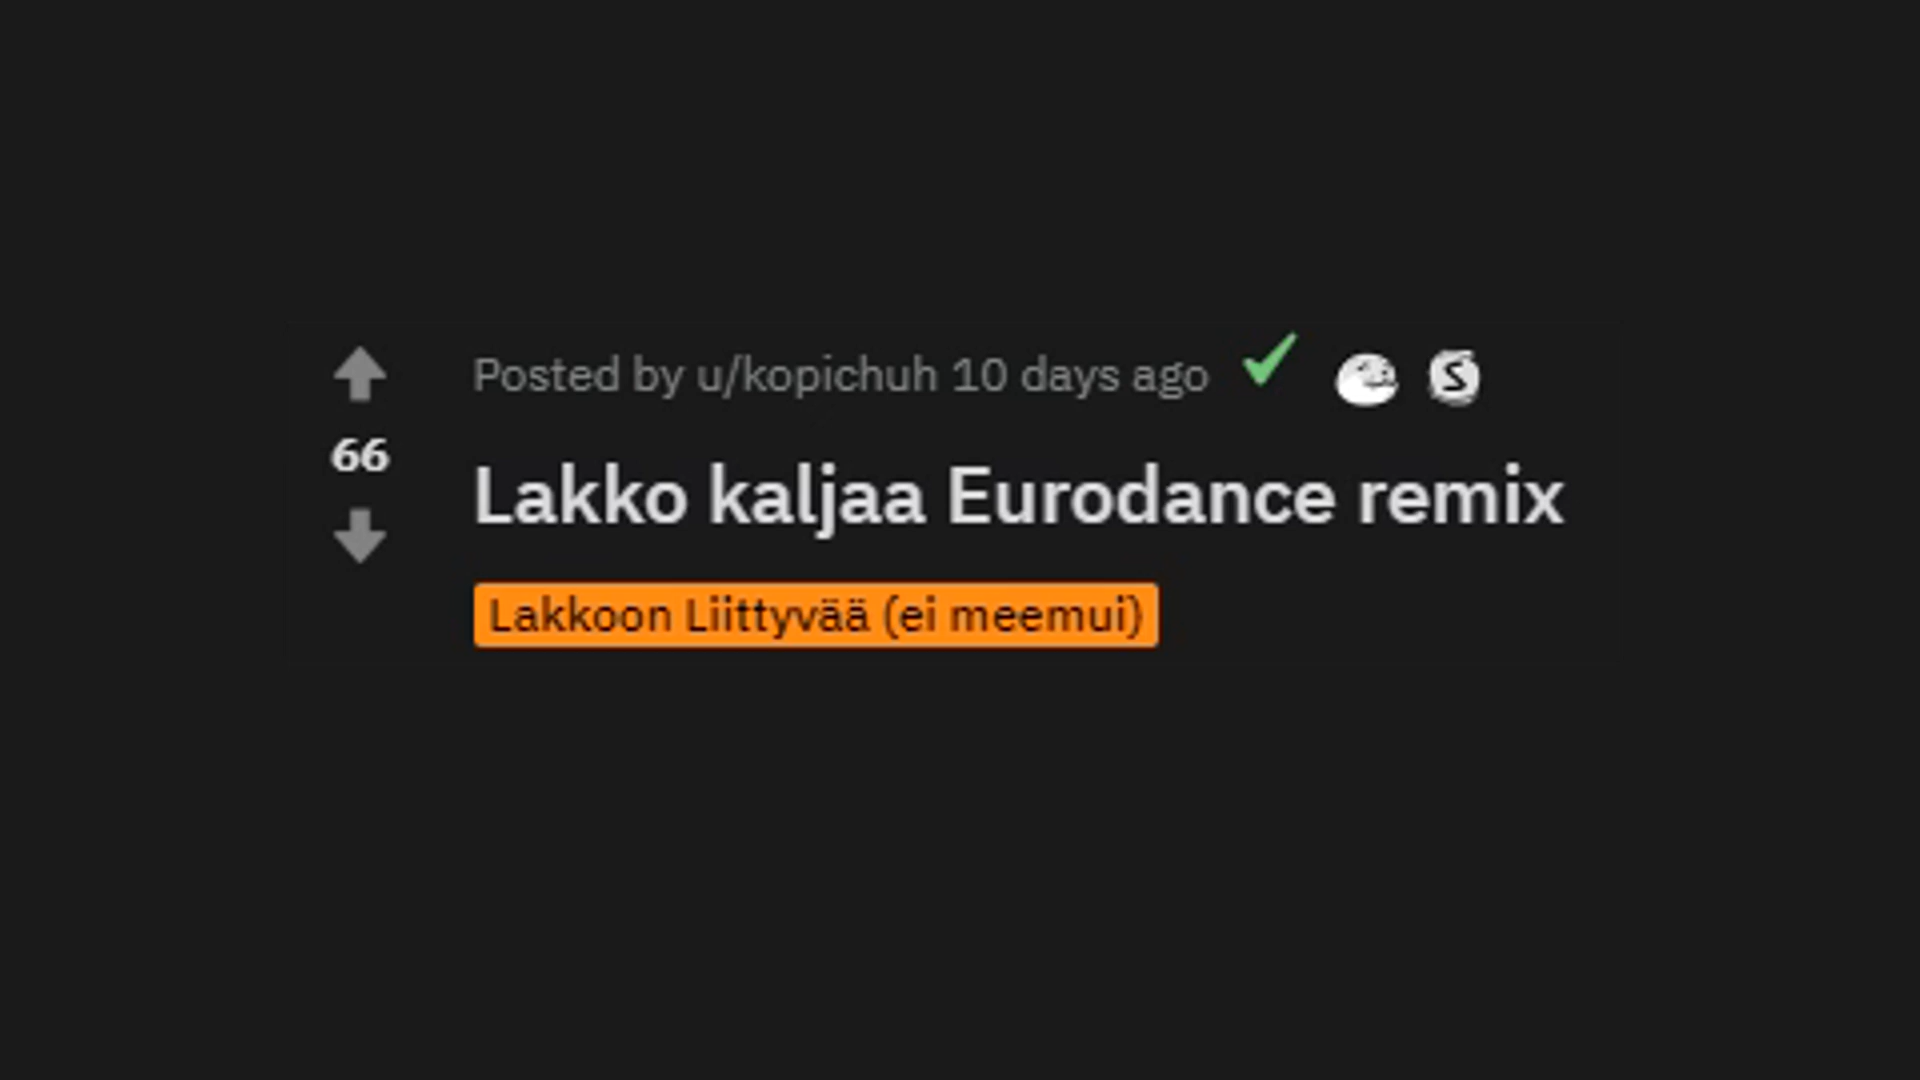 Posted by u/kopichuh 10 days ago
66
Lakko kaljaa Eurodance remix
Lakkoon Liittyvää (ei meemui)